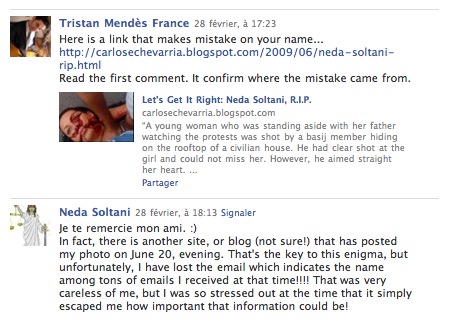 Tristan Mendès France 28 février, à 17:23
Here is a link that makes mistake on your name...
http://carlosechevarria.blogspot.com/2009/06/neda-soltani-
rip.html
Read the first comment. It confirm where the mistake came from.
Let's Get It Right: Neda Soltani, R.I.P.
carlosechevarria.blogspot.com
"A young woman who was standing aside with her father
watching the protests was shot by a basij member hiding
on the rooftop of a civilian house. He had clear shot at the
girl and could not miss her. However, he aimed straight
her heart. ...
Partager
Neda Soltani 28 février, à 18:13 Signaler
Je te remercie mon ami. :)
In fact, there is another site, or blog (not sure!) that has posted
my photo on June 20, evening. That's the key to this enigma, but
unfortunately, I have lost the email which indicates the name
among tons of emails I received at that time!!!! That was very
careless of me, but I was so stressed out at the time that it simply
escaped me how important that information could be!